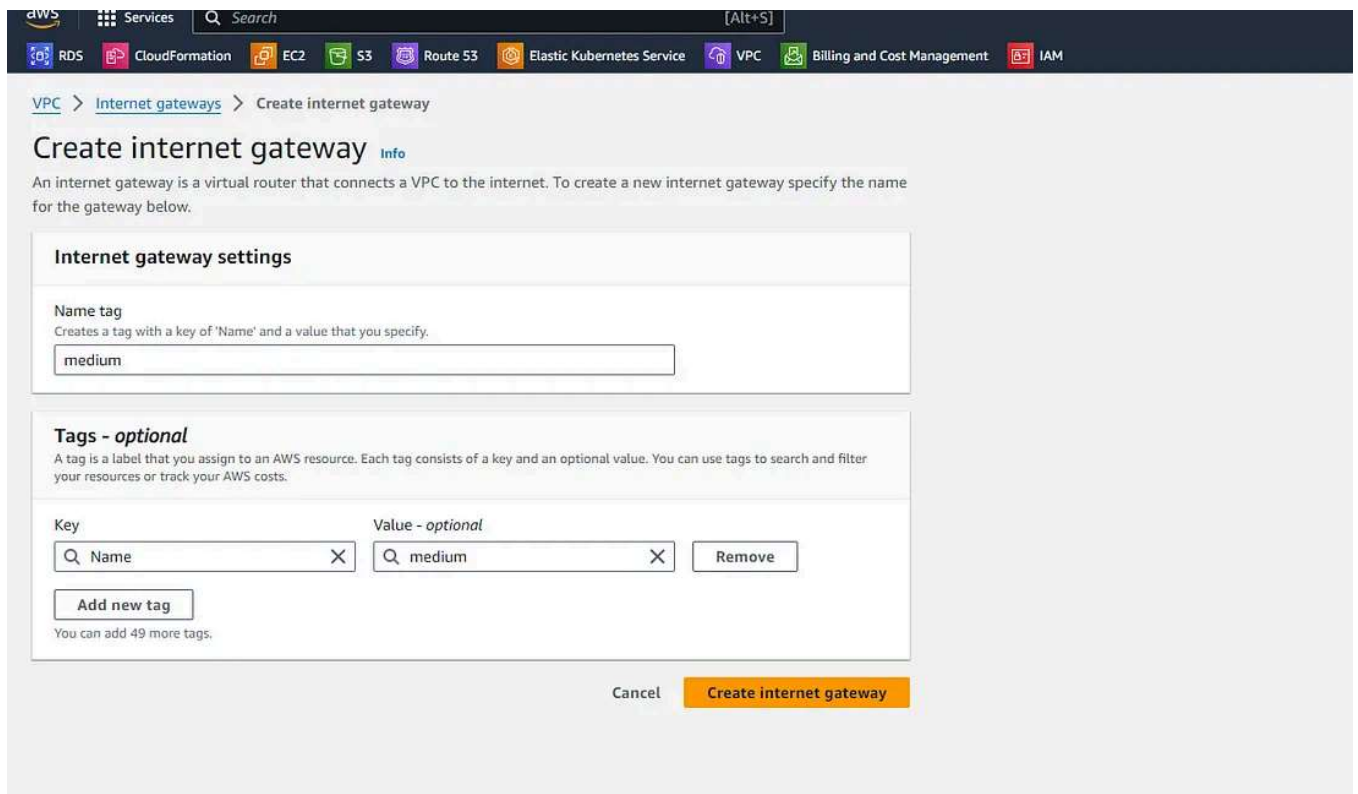 aws Services Search [Alt+S]
RDS CloudFormation EC2 S3 Route 53 Elastic Kubernetes Service VPC Billing and Cost Management IAM
VPC > Internet gateways > Create internet gateway
Create internet gateway Info
An internet gateway is a virtual router that connects a VPC to the internet. To create a new internet gateway specify the name
for the gateway below.
Internet gateway settings
Name tag
Creates a tag with a key of 'Name' and a value that you specify.
medium
Tags - optional
A tag is a label that you assign to an AWS resource. Each tag consists of a key and an optional value. You can use tags to search and filter
your resources or track your AWS costs.
Key Value - optional
Name medium Remove
Add new tag
You can add 49 more tags.
Cancel Create internet gateway